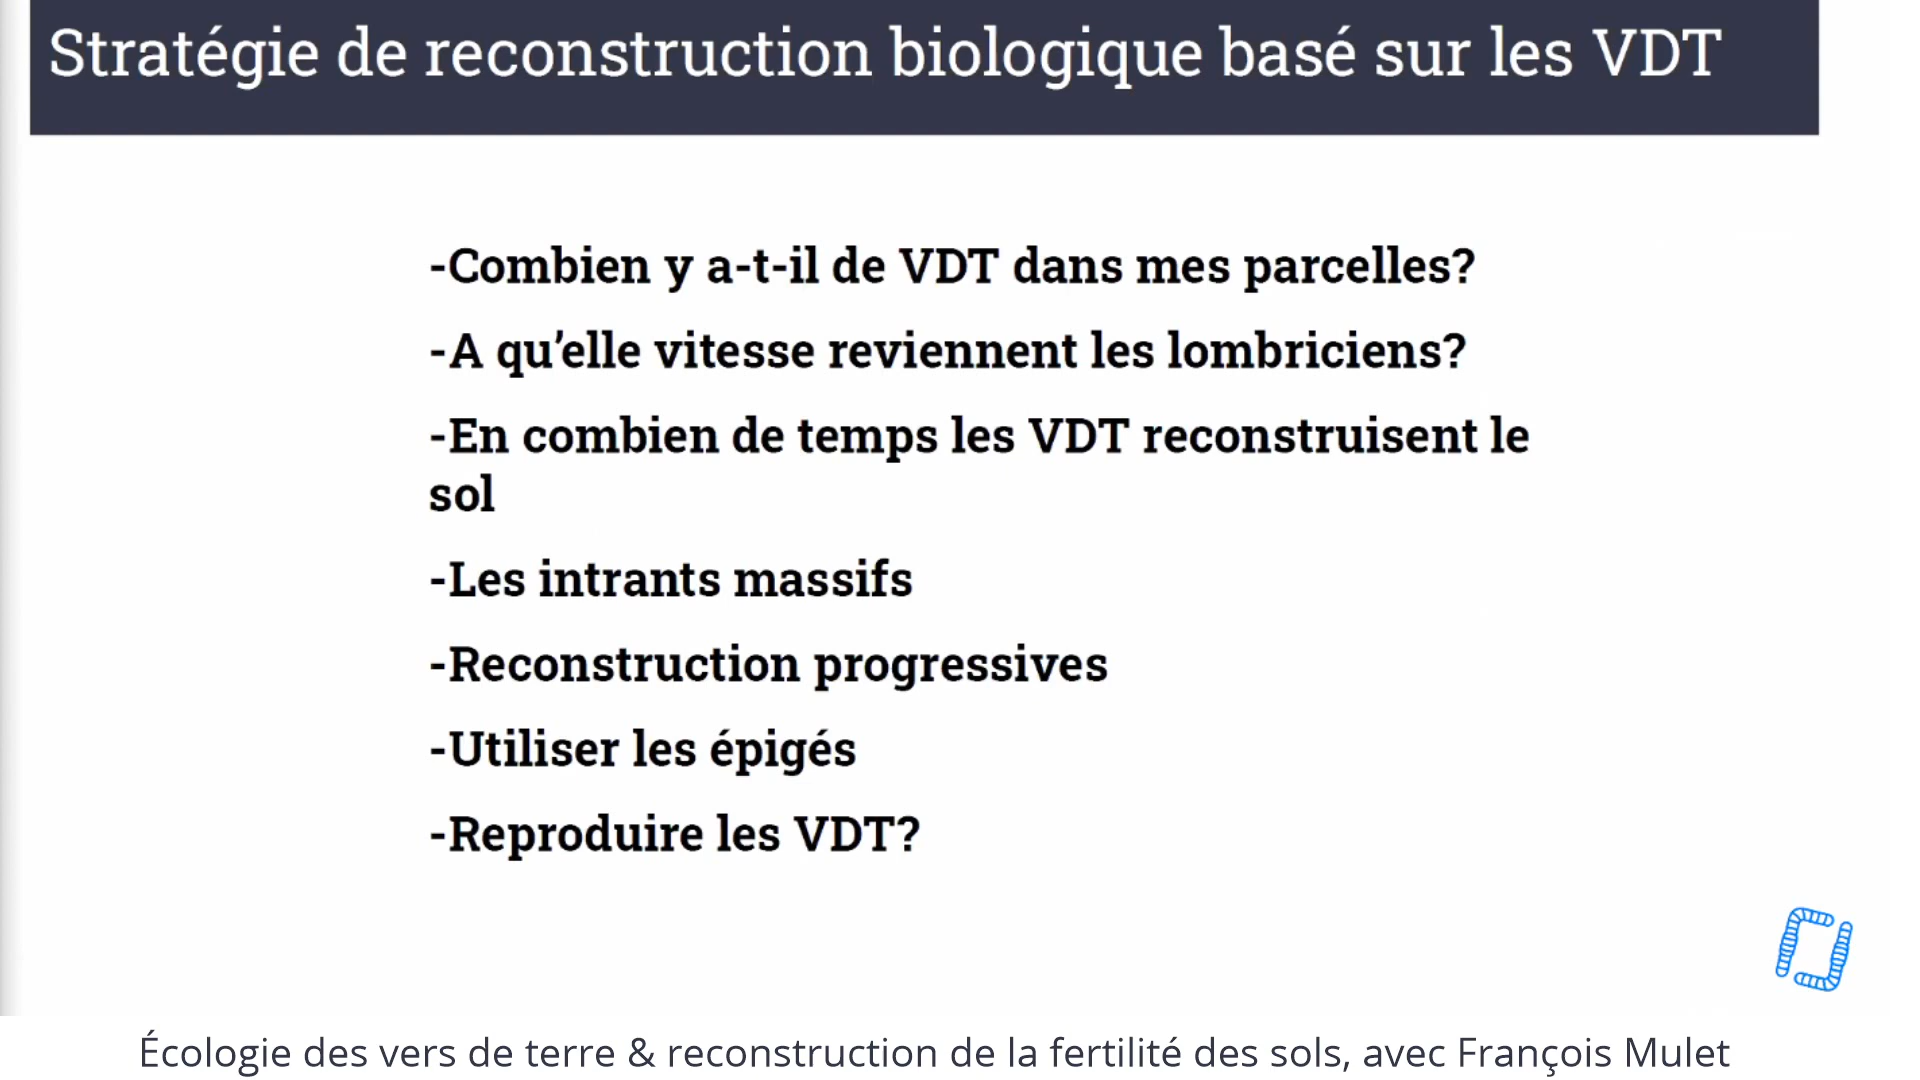 Stratégie de reconstruction biologique basé sur les VDT
-Combien y a-t-il de VDT dans mes parcelles?
-A qu’elle vitesse reviennent les lombriciens?
-En combien de temps les VDT reconstruisent le
sol
-Les intrants massifs
-Reconstruction progressives
-Utiliser les épigés
-Reproduire les VDT?
Écologie des vers de terre & reconstruction de la fertilité des sols, avec François Mulet